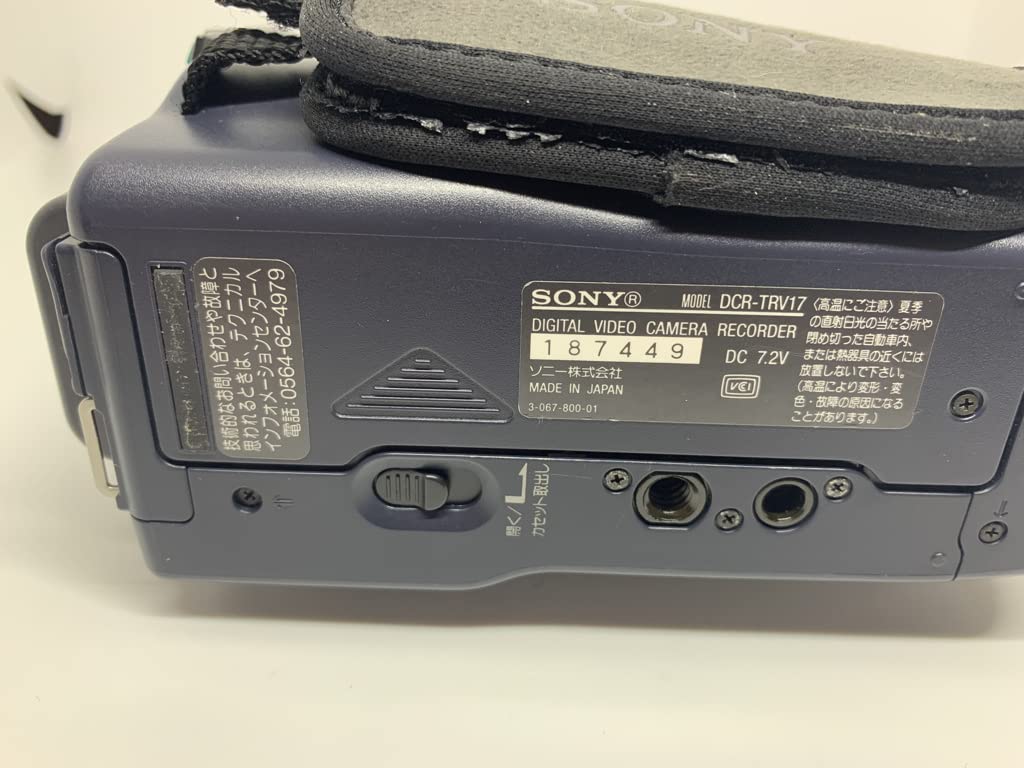 SONY
技術的なお問い合わせや故障と
思われるときは、テクニカル
インフォメーションセンターへ
電話:0564-62-4979
SONY® MODEL DCR-TRV17
DIGITAL VIDEO CAMERA RECORDER
187449 DC 7.2V
ソニー株式会社
MADE IN JAPAN
VCI
3-067-800-01
〈高温にご注意〉夏季
の直射日光の当たる所や
閉め切った自動車内、
または熱器具の近くには
放置しないで下さい。
(高温により変形・変
色・故障の原因になる
ことがあります。)
開く/
カセット取出し